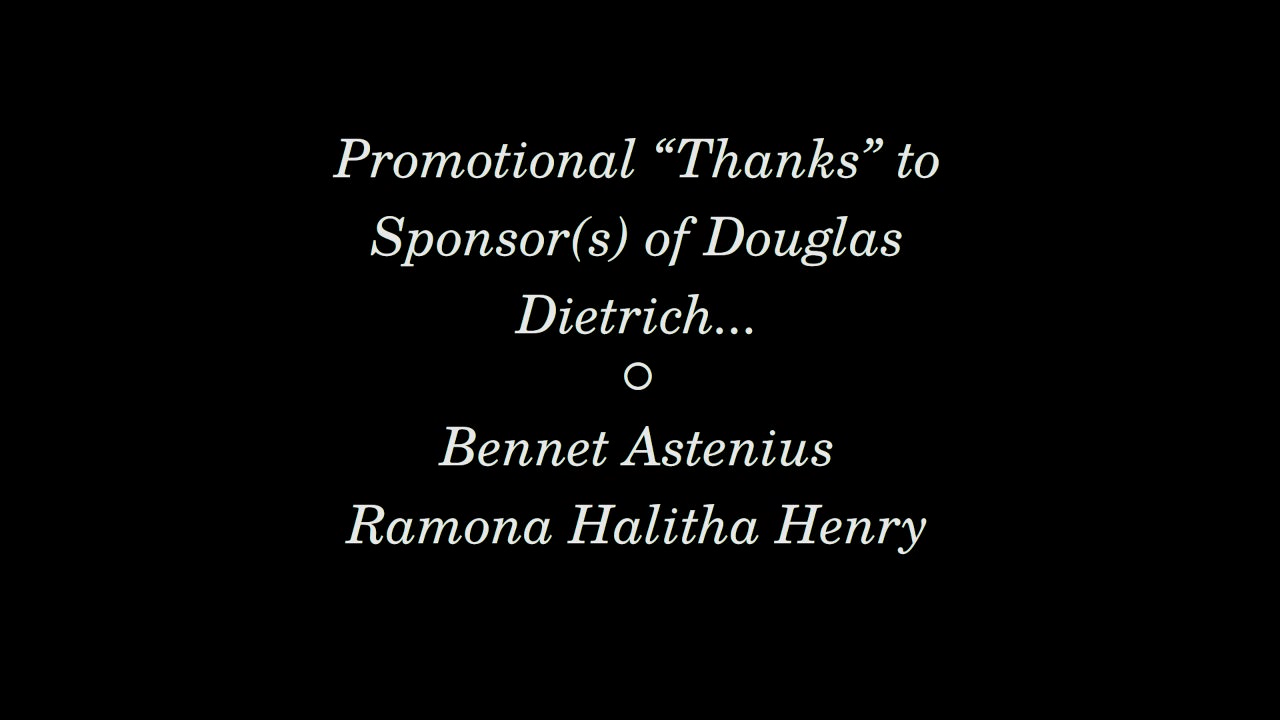 Promotional “Thanks” to
Sponsor(s) of Douglas
Dietrich...
Bennet Astenius
Ramona Halitha Henry